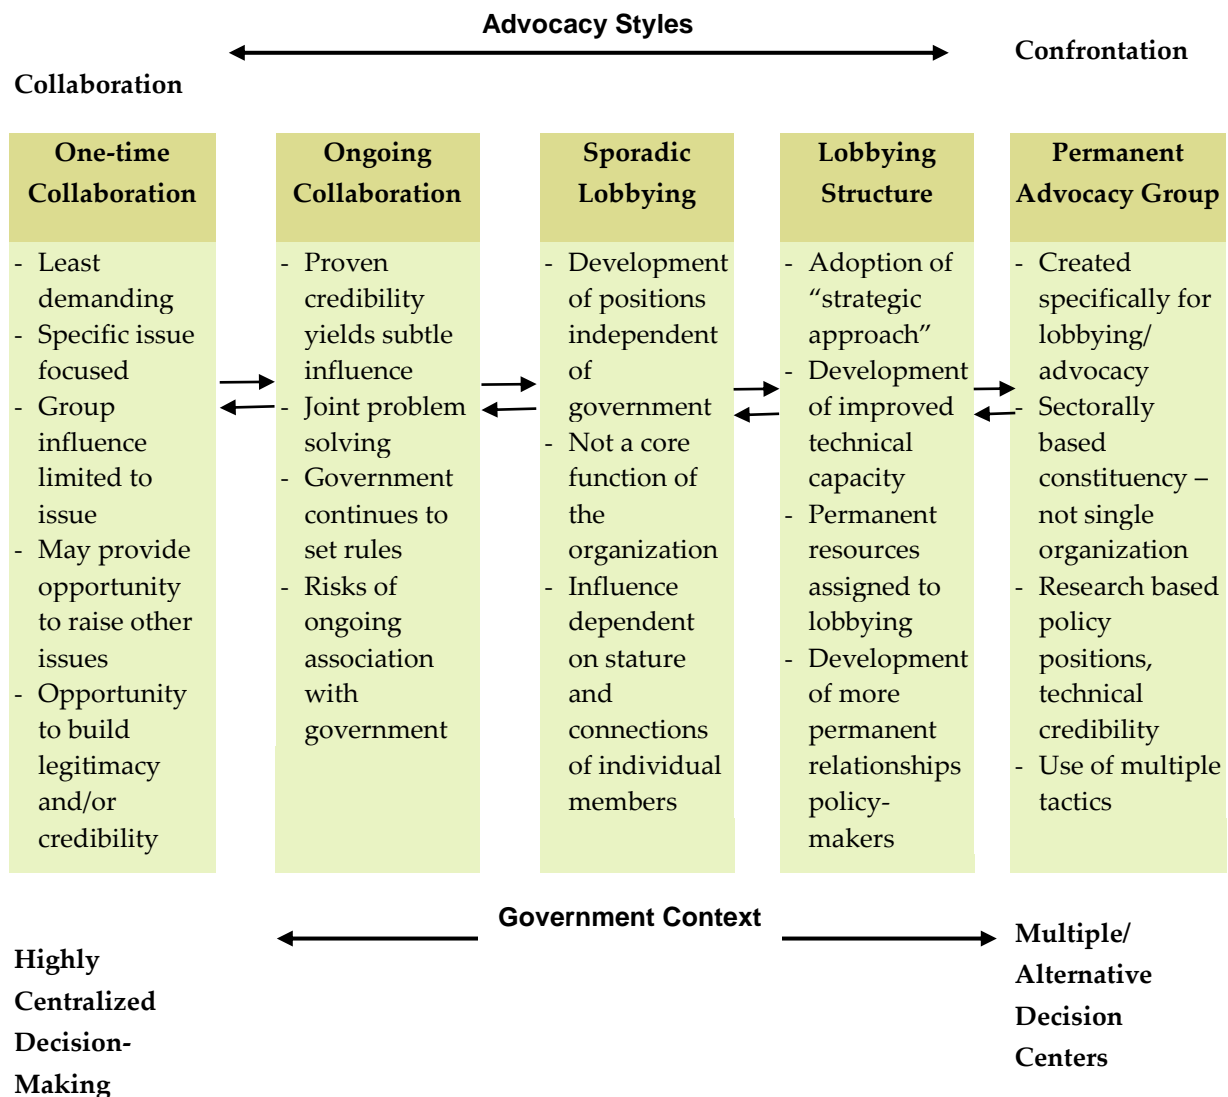 Advocacy Styles
Confrontation
Collaboration
One-time
Collaboration
- Least
demanding
- Specific issue
focused
- Group
influence
limited to
issue
- May provide
opportunity
to raise other
issues
- Opportunity
to build
legitimacy
and/or
credibility
Ongoing
Collaboration
- Proven
credibility
yields subtle
influence
- Joint problem
solving
- Government
continues to
set rules
- Risks of
ongoing
association
with
government
Sporadic
Lobbying
- Development
of positions
independent
of
government
- Not a core
function of
the
organization
- Influence
dependent
on stature
and
connections
of individual
members
Lobbying
Structure
- Adoption of
“strategic
approach”
- Development
of improved
technical
capacity
- Permanent
resources
assigned to
lobbying
- Development
of more
permanent
relationships
policy-
makers
Permanent
Advocacy Group
- Created
specifically for
lobbying/
advocacy
- Sectorally
based
constituency –
not single
organization
- Research based
policy
positions,
technical
credibility
- Use of multiple
tactics
Government Context
Highly
Centralized
Decision-
Making
Multiple/
Alternative
Decision
Centers